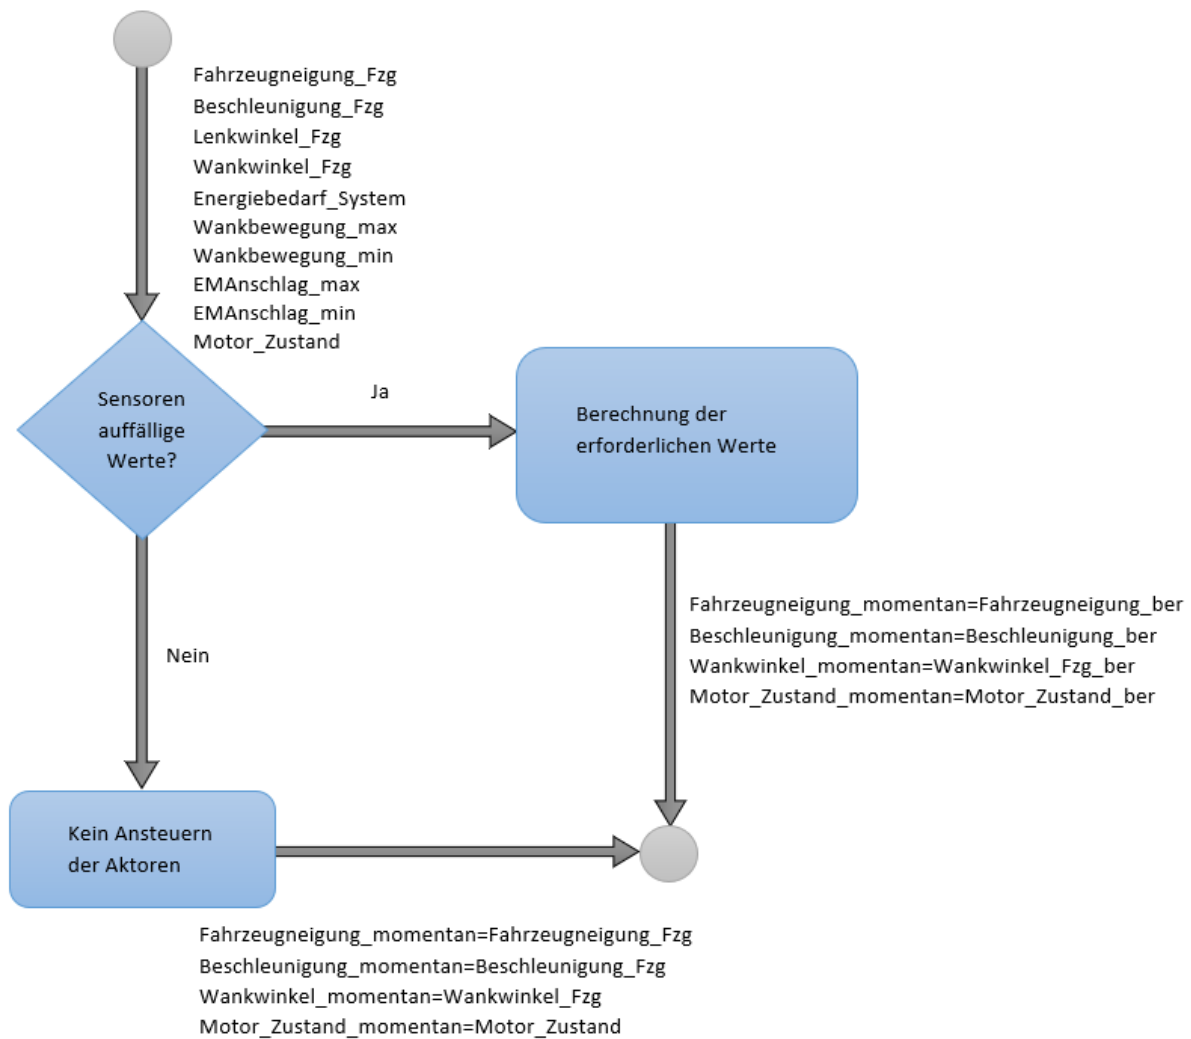 Fahrzeugneigung_Fzg
Beschleunigung_Fzg
Lenkwinkel_Fzg
Wankwinkel_Fzg
Energiebedarf_System
Wankbewegung_max
Wankbewegung_min
EMAnschlag_max
EMAnschlag_min
Motor_Zustand
Sensoren
auffällige
Werte?
Ja
Berechnung der
erforderlichen Werte
Fahrzeugneigung_momentan=Fahrzeugneigung_ber
Beschleunigung_momentan=Beschleunigung_ber
Wankwinkel_momentan=Wankwinkel_Fzg_ber
Motor_Zustand_momentan=Motor_Zustand_ber
Nein
Kein Ansteuern
der Aktoren
Fahrzeugneigung_momentan=Fahrzeugneigung_Fzg
Beschleunigung_momentan=Beschleunigung_Fzg
Wankwinkel_momentan=Wankwinkel_Fzg
Motor_Zustand_momentan=Motor_Zustand